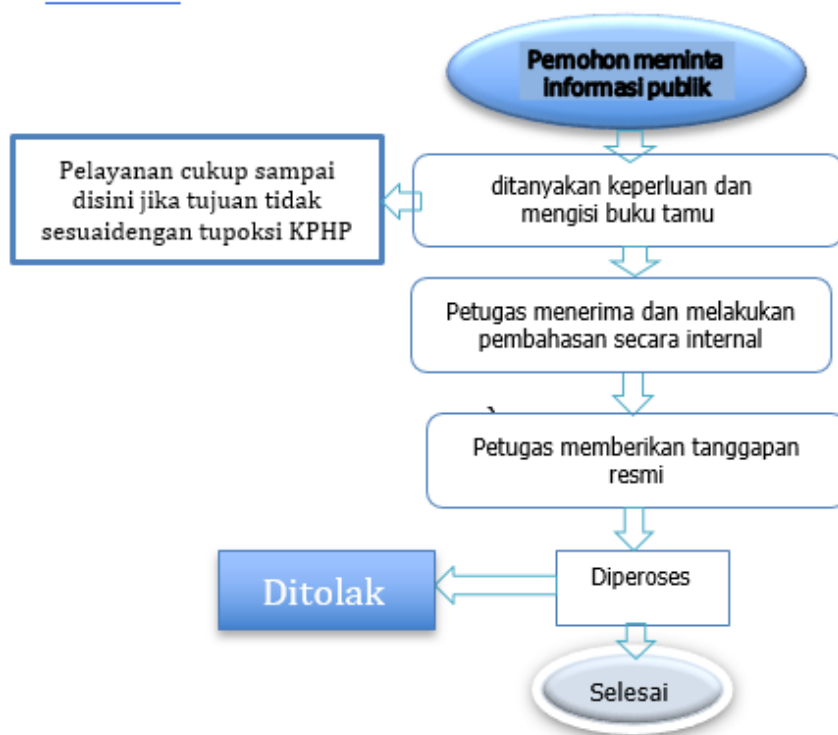 Pemohon meminta
informasi publik
Pelayanan cukup sampai
disini jika tujuan tidak
sesuaidengan tupoksi KPHP
ditanyakan keperluan dan
mengisi buku tamu
Petugas menerima dan melakukan
pembahasan secara internal
`
Petugas memberikan tanggapan
resmi
Ditolak
Diperoses
Selesai